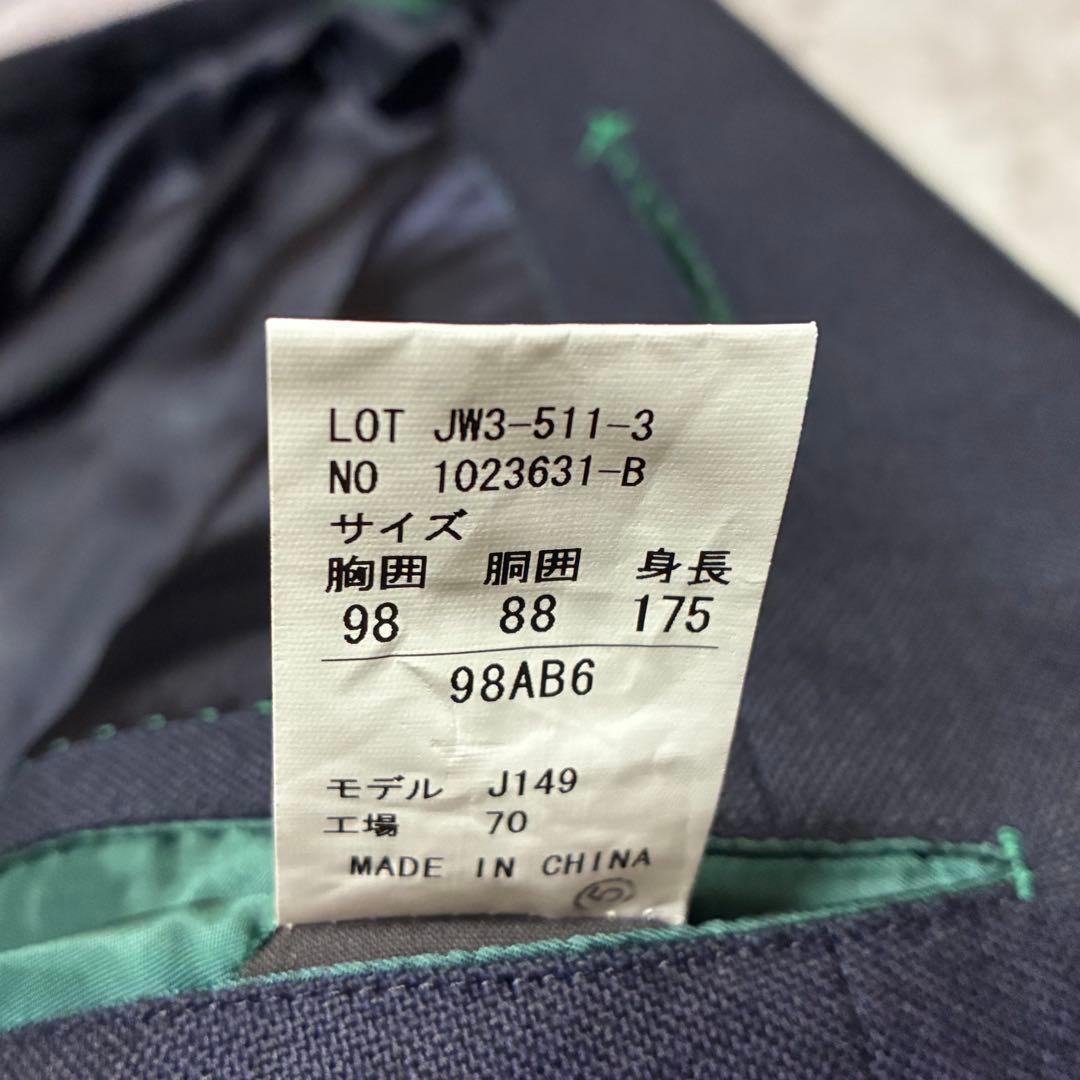 LOT JW3-511-3
NO 1023631-B
サイズ
胸囲 胴囲 身長
98 88 175
98AB6
モデル J149
工場 70
MADE IN CHINA
5